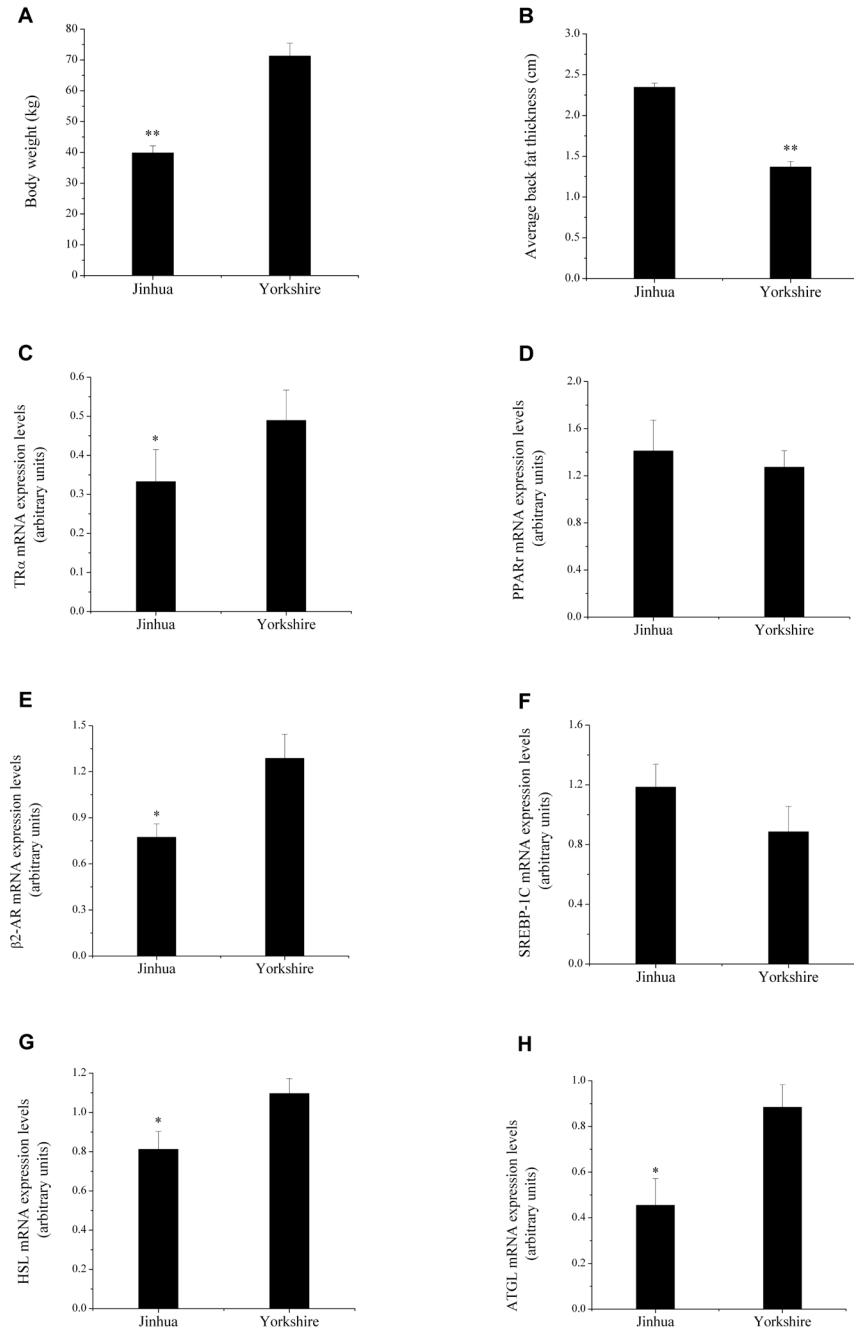 A
Body weight (kg)
80
70
60
50
40
30
20
10
0
**
Jinhua Yorkshire
B
Average back fat thickness (cm)
3.0
2.5
2.0
1.5
1.0
0.5
0.0
**
Jinhua Yorkshire
C
TRα mRNA expression levels
(arbitrary units)
0.6
0.5
0.4
0.3
0.2
0.1
0.0
*
Jinhua Yorkshire
D
PPARr mRNA expression levels
(arbitrary units)
2.0
1.6
1.2
0.8
0.4
0.0
Jinhua Yorkshire
E
β2-AR mRNA expression levels
(arbitrary units)
1.5
1.2
0.9
0.6
0.3
0.0
*
Jinhua Yorkshire
F
SREBP-1C mRNA expression levels
(arbitrary units)
1.6
1.2
0.8
0.4
0.0
Jinhua Yorkshire
G
HSL mRNA expression levels
(arbitrary units)
1.2
1.0
0.8
0.6
0.4
0.2
0.0
*
Jinhua Yorkshire
H
ATGL mRNA expression levels
(arbitrary units)
1.0
0.8
0.6
0.4
0.2
0.0
*
Jinhua Yorkshire